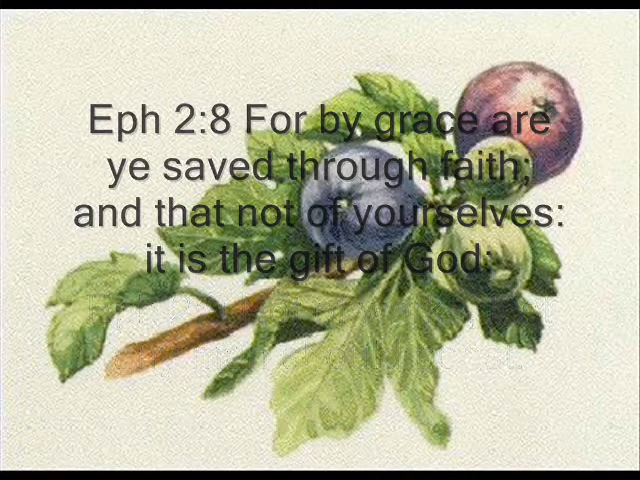 Eph 2:8 For by grace are
ye saved through faith;
and that not of yourselves:
it is the gift of God: